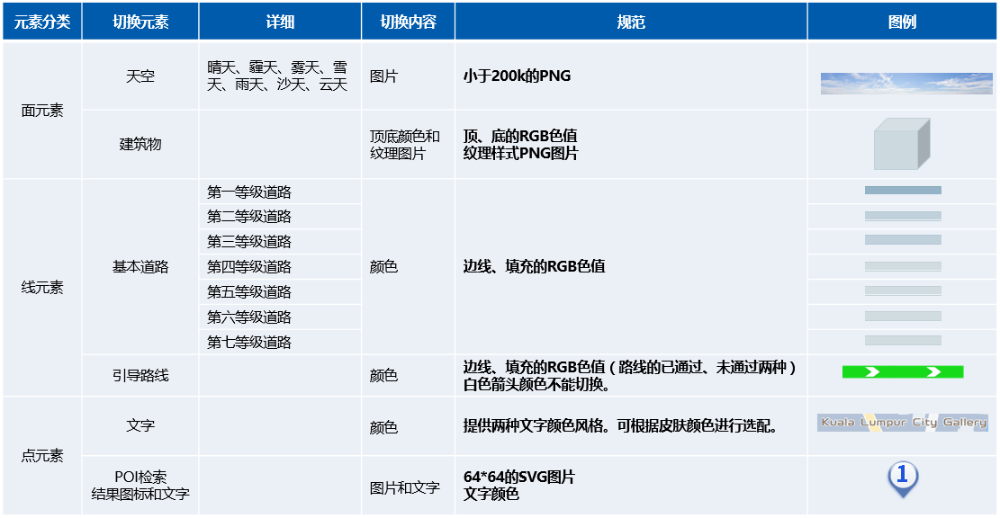 元素分类 切换元素 详细 切换内容 规范 图例
面元素
天空
晴天、霾天、雾天、雪
天、雨天、沙天、云天
图片
小于200k的PNG
建筑物
顶底颜色和
纹理图片
顶、底的RGB色值
纹理样式PNG图片
线元素
基本道路
第一等级道路
第二等级道路
第三等级道路
第四等级道路
第五等级道路
第六等级道路
第七等级道路
颜色
边线、填充的RGB色值
引导路线
颜色
边线、填充的RGB色值（路线的已通过、未通过两种）
白色箭头颜色不能切换。
点元素
文字
颜色
提供两种文字颜色风格。可根据皮肤颜色进行选配。
Kuala Lumpur City Gallery
POI检索
结果图标和文字
图片和文字
64*64的SVG图片
文字颜色
1